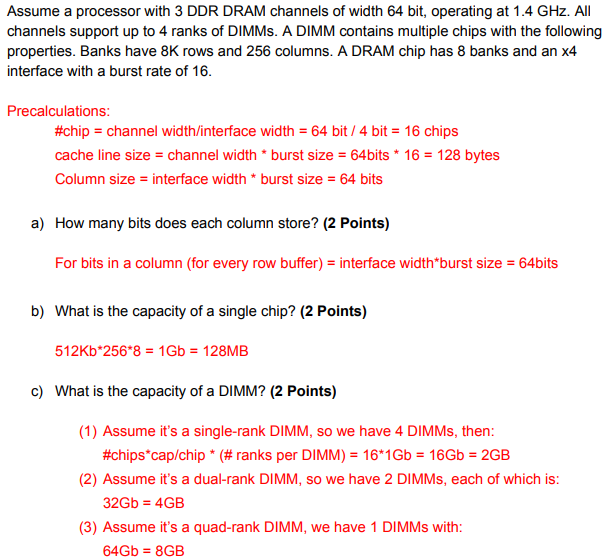 Assume a processor with 3 DDR DRAM channels of width 64 bit, operating at 1.4 GHz. All
channels support up to 4 ranks of DIMMs. A DIMM contains multiple chips with the following
properties. Banks have 8K rows and 256 columns. A DRAM chip has 8 banks and an x4
interface with a burst rate of 16.
Precalculations:
#chip = channel width/interface width = 64 bit / 4 bit = 16 chips
cache line size = channel width * burst size = 64bits * 16 = 128 bytes
Column size = interface width * burst size = 64 bits
a) How many bits does each column store? (2 Points)
For bits in a column (for every row buffer) = interface width*burst size = 64bits
b) What is the capacity of a single chip? (2 Points)
512Kb*256*8 = 1Gb = 128MB
c) What is the capacity of a DIMM? (2 Points)
(1) Assume it's a single-rank DIMM, so we have 4 DIMMs, then:
#chips*cap/chip * (# ranks per DIMM) = 16*1Gb = 16Gb = 2GB
(2) Assume it's a dual-rank DIMM, so we have 2 DIMMs, each of which is:
32Gb = 4GB
(3) Assume it's a quad-rank DIMM, we have 1 DIMMs with:
64Gb = 8GB